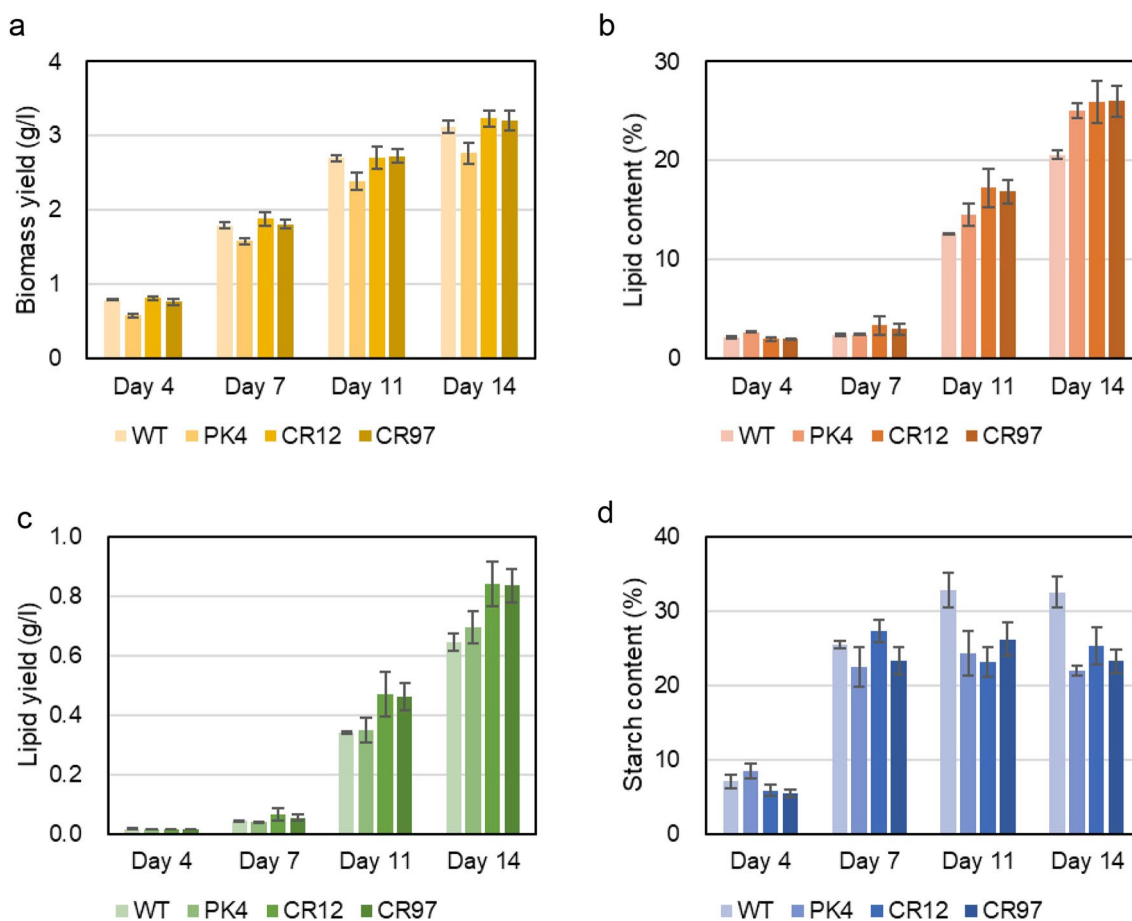 a
Biomass yield (g/l)
4
3
2
1
0
Day 4 Day 7 Day 11 Day 14
WT PK4 CR12 CR97
b
Lipid content (%)
30
20
10
0
Day 4 Day 7 Day 11 Day 14
WT PK4 CR12 CR97
c
Lipid yield (g/l)
1.0
0.8
0.6
0.4
0.2
0.0
Day 4 Day 7 Day 11 Day 14
WT PK4 CR12 CR97
d
Starch content (%)
40
30
20
10
0
Day 4 Day 7 Day 11 Day 14
WT PK4 CR12 CR97